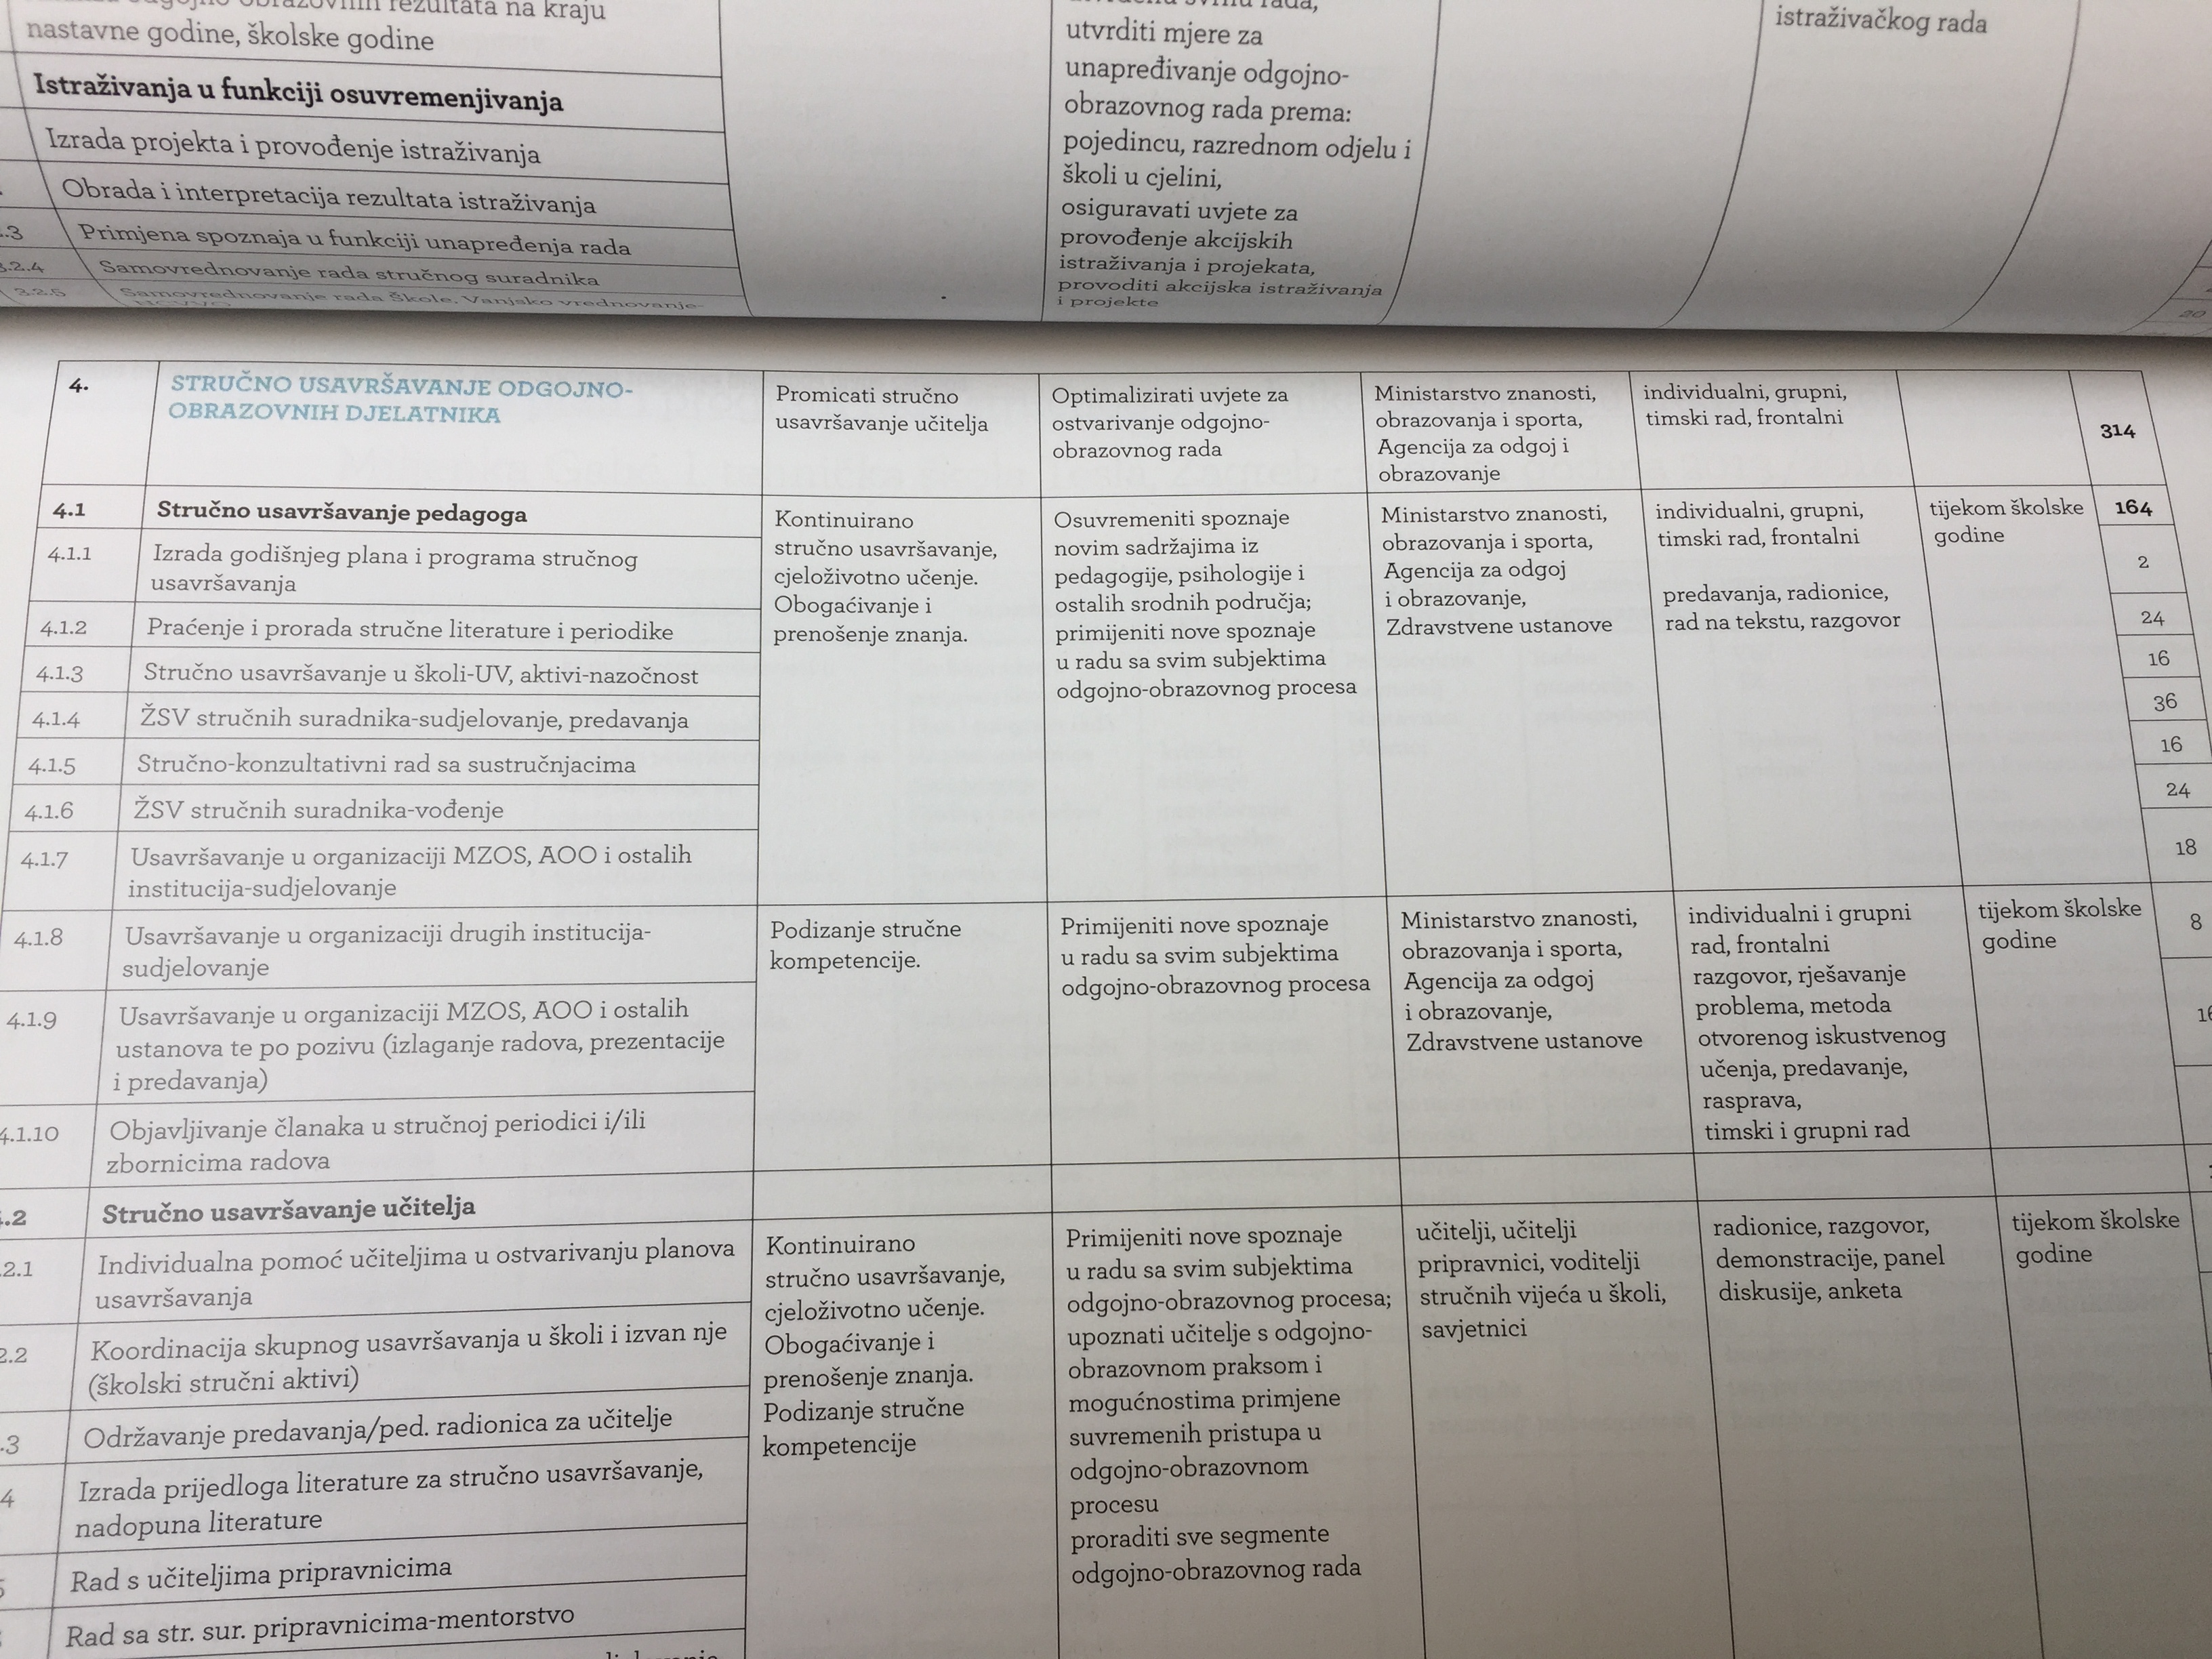 nastavne godine, školske godine
Istraživanja u funkciji osuvremenjivanja
Izrada projekta i provođenje istraživanja
Obrada i interpretacija rezultata istraživanja
Primjena spoznaja u funkciji unapređenja rada
Samovrednovanje rada stručnog suradnika
3.2.5 Samovrednovanje rada Škole. Vanjsko vrednovanje-
utvrditi mjere za
unapređivanje odgojno-
obrazovnog rada prema:
pojedincu, razrednom odjelu i
školi u cjelini,
osiguravati uvjete za
provođenje akcijskih
istraživanja i projekata,
provoditi akcijska istraživanja
i projekte
istraživačkog rada
20
4.
STRUČNO USAVRŠAVANJE ODGOJNO-
OBRAZOVNIH DJELATNIKA
Promicati stručno
usavršavanje učitelja
Optimalizirati uvjete za
ostvarivanje odgojno-
obrazovnog rada
Ministarstvo znanosti,
obrazovanja i sporta,
Agencija za odgoj i
obrazovanje
individualni, grupni,
timski rad, frontalni
314
4.1 Stručno usavršavanje pedagoga
4.1.1 Izrada godišnjeg plana i programa stručnog
usavršavanja
4.1.2 Praćenje i prorada stručne literature i periodike
4.1.3 Stručno usavršavanje u školi-UV, aktivi-nazočnost
4.1.4 ŽSV stručnih suradnika-sudjelovanje, predavanja
4.1.5 Stručno-konzultativni rad sa sustručnjacima
4.1.6 ŽSV stručnih suradnika-vođenje
4.1.7 Usavršavanje u organizaciji MZOS, AOO i ostalih
institucija-sudjelovanje
Kontinuirano
stručno usavršavanje,
cjeloživotno učenje.
Obogaćivanje i
prenošenje znanja.
Osuvremeniti spoznaje
novim sadržajima iz
pedagogije, psihologije i
ostalih srodnih područja;
primijeniti nove spoznaje
u radu sa svim subjektima
odgojno-obrazovnog procesa
Ministarstvo znanosti,
obrazovanja i sporta,
Agencija za odgoj
i obrazovanje,
Zdravstvene ustanove
individualni, grupni,
timski rad, frontalni
predavanja, radionice,
rad na tekstu, razgovor
tijekom školske
godine
164
2
24
16
36
16
24
18
4.1.8 Usavršavanje u organizaciji drugih institucija-
sudjelovanje
4.1.9 Usavršavanje u organizaciji MZOS, AOO i ostalih
ustanova te po pozivu (izlaganje radova, prezentacije
i predavanja)
4.1.10 Objavljivanje članaka u stručnoj periodici i/ili
zbornicima radova
Podizanje stručne
kompetencije.
Primijeniti nove spoznaje
u radu sa svim subjektima
odgojno-obrazovnog procesa
Ministarstvo znanosti,
obrazovanja i sporta,
Agencija za odgoj
i obrazovanje,
Zdravstvene ustanove
individualni i grupni
rad, frontalni
razgovor, rješavanje
problema, metoda
otvorenog iskustvenog
učenja, predavanje,
rasprava,
timski i grupni rad
tijekom školske
godine
8
16
Stručno usavršavanje učitelja
Individualna pomoć učiteljima u ostvarivanju planova
usavršavanja
Koordinacija skupnog usavršavanja u školi i izvan nje
(školski stručni aktivi)
Održavanje predavanja/ped. radionica za učitelje
Izrada prijedloga literature za stručno usavršavanje,
nadopuna literature
Rad s učiteljima pripravnicima
Rad sa str. sur. pripravnicima-mentorstvo
Kontinuirano
stručno usavršavanje,
cjeloživotno učenje.
Obogaćivanje i
prenošenje znanja.
Podizanje stručne
kompetencije
Primijeniti nove spoznaje
u radu sa svim subjektima
odgojno-obrazovnog procesa;
upoznati učitelje s odgojno-
obrazovnom praksom i
mogućnostima primjene
suvremenih pristupa u
odgojno-obrazovnom
procesu
proraditi sve segmente
odgojno-obrazovnog rada
učitelji, učitelji
pripravnici, voditelji
stručnih vijeća u školi,
savjetnici
radionice, razgovor,
demonstracije, panel
diskusije, anketa
tijekom školske
godine